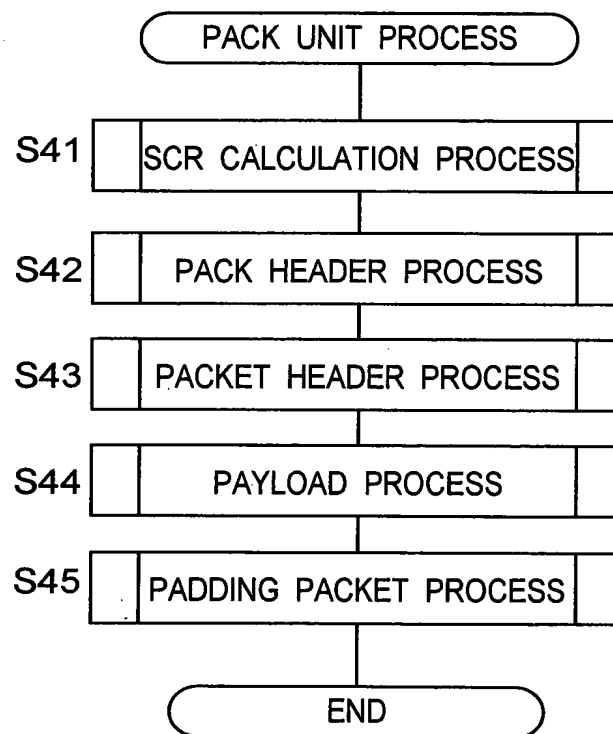 PACK UNIT PROCESS
S41 SCR CALCULATION PROCESS
S42 PACK HEADER PROCESS
S43 PACKET HEADER PROCESS
S44 PAYLOAD PROCESS
S45 PADDING PACKET PROCESS
END